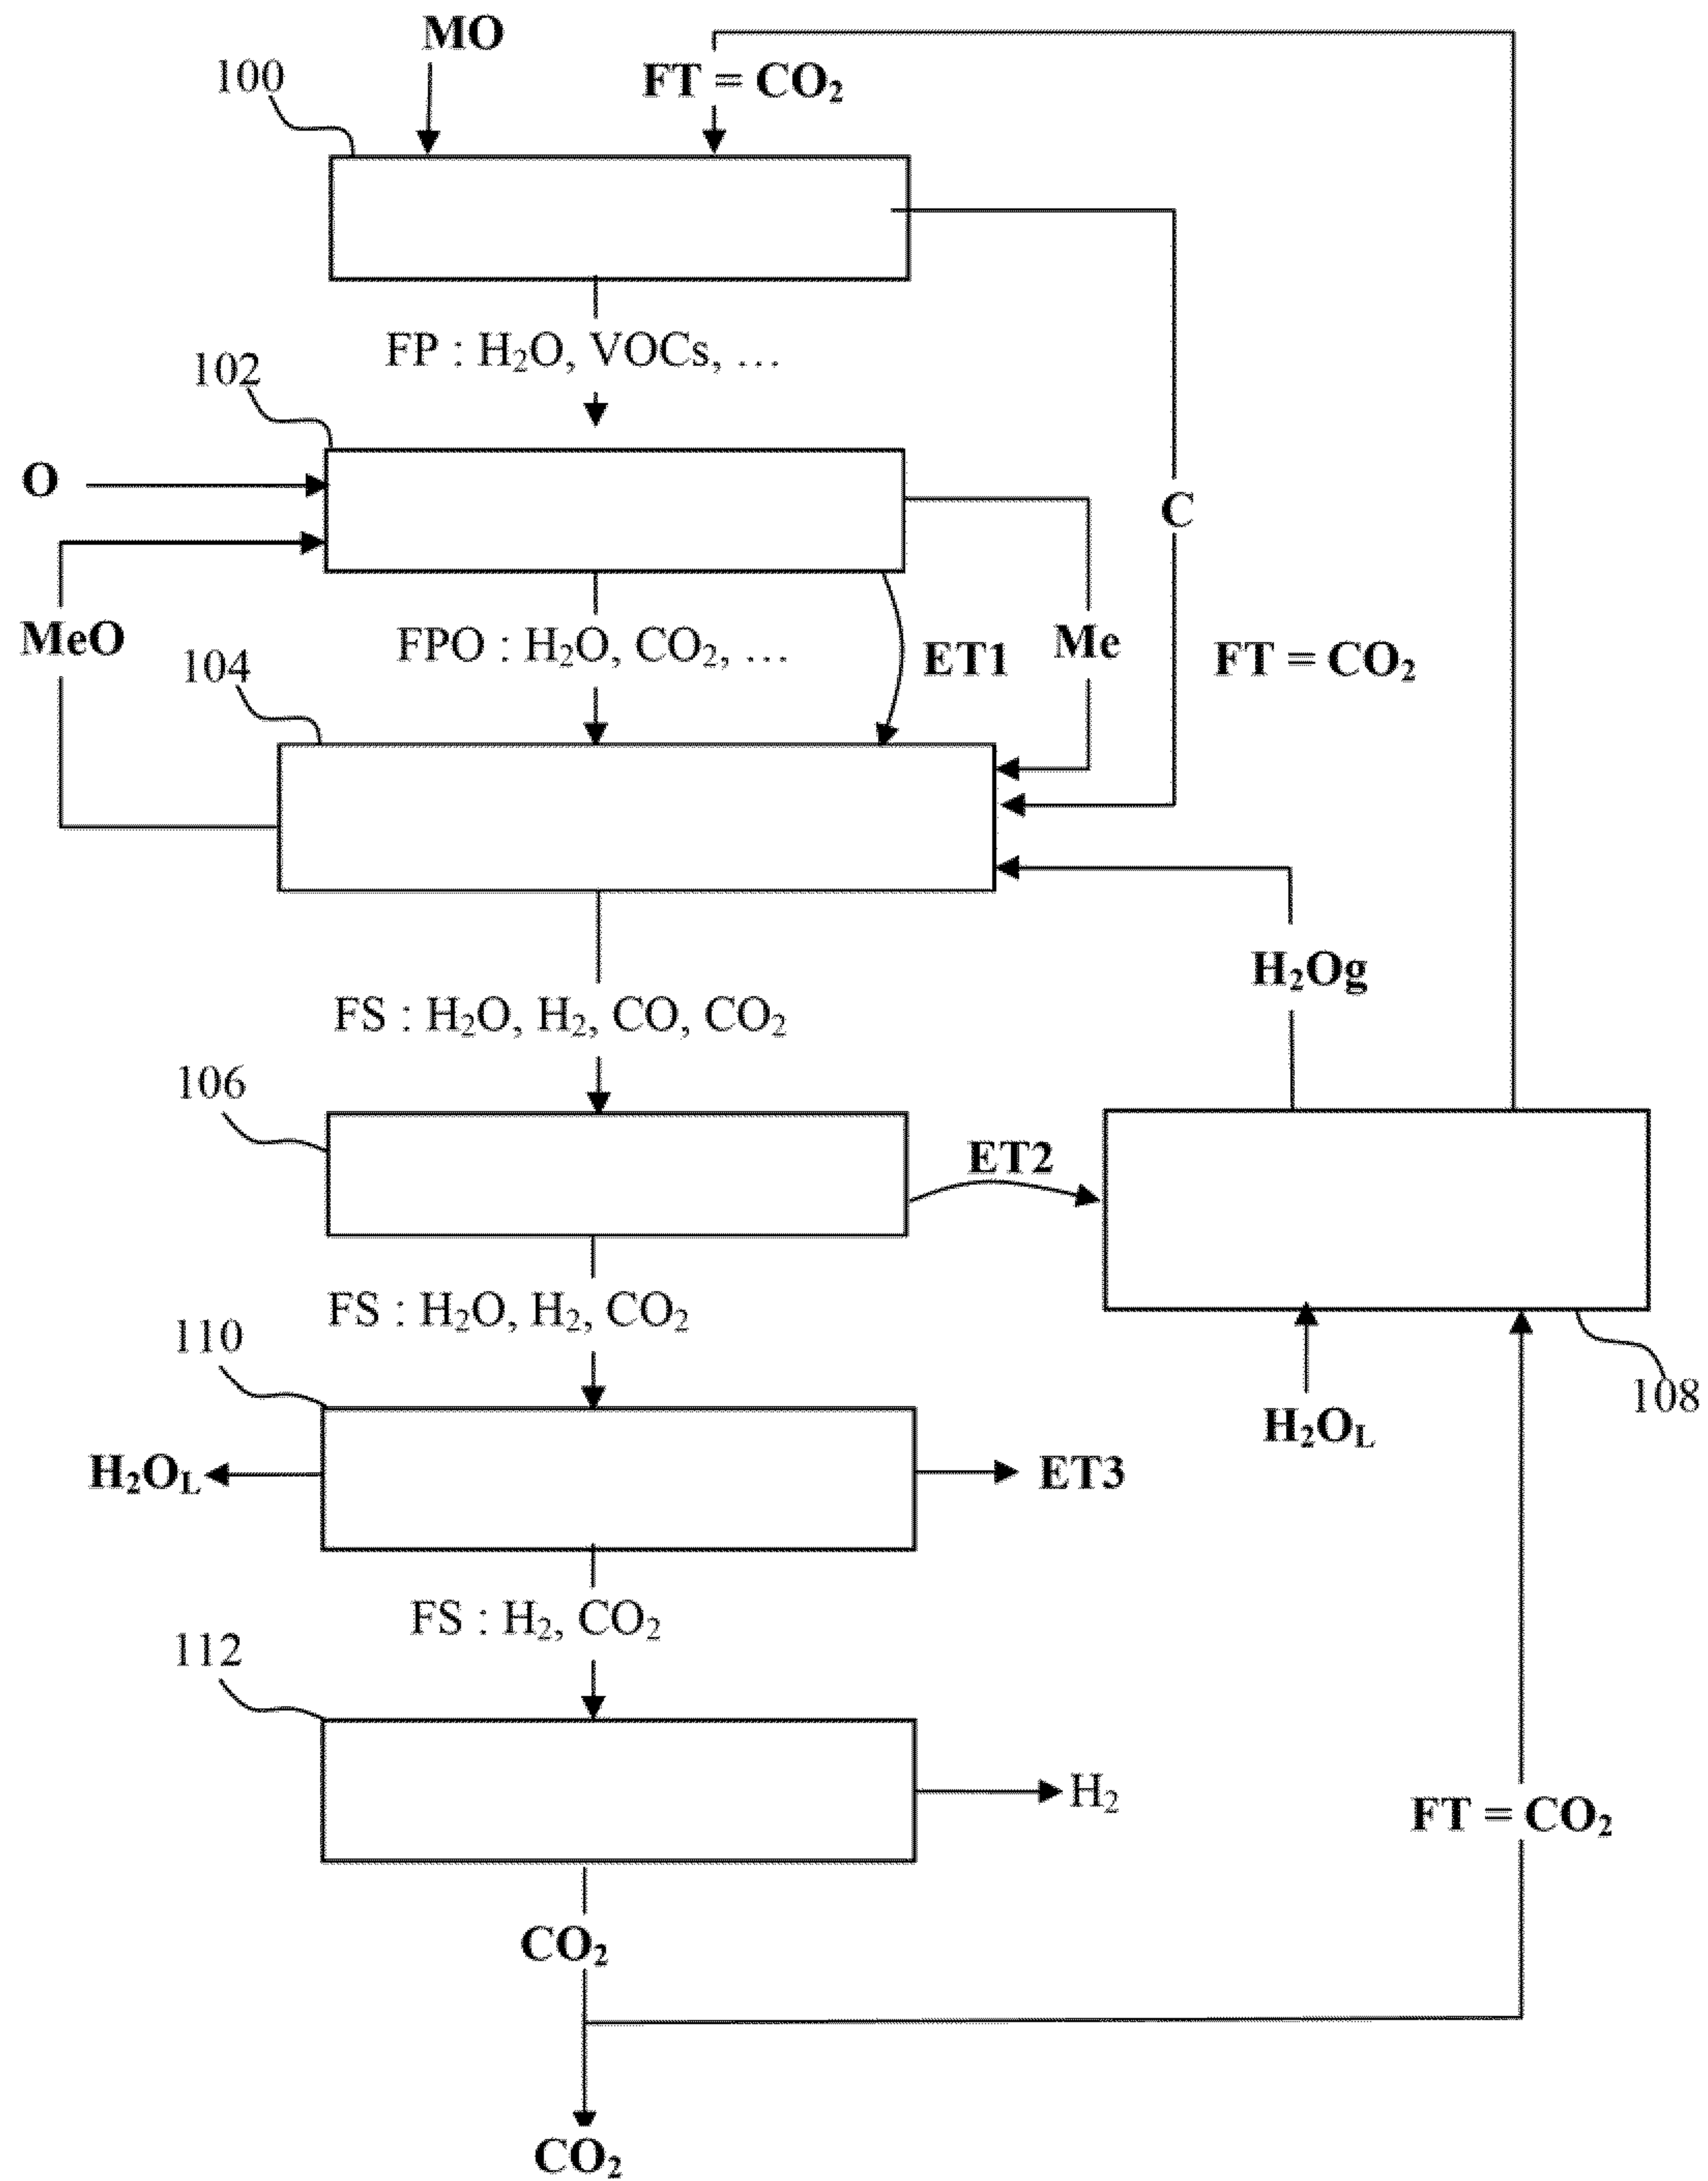 MO
100
FT = CO₂
FP : H₂O, VOCs, …
102
O
C
MeO
FPO : H₂O, CO₂, …
ET1
Me
FT = CO₂
104
H₂Og
FS : H₂O, H₂, CO, CO₂
106
ET2
FS : H₂O, H₂, CO₂
110
108
H₂O_L
H₂O_L
ET3
FS : H₂, CO₂
112
H₂
FT = CO₂
CO₂
CO₂